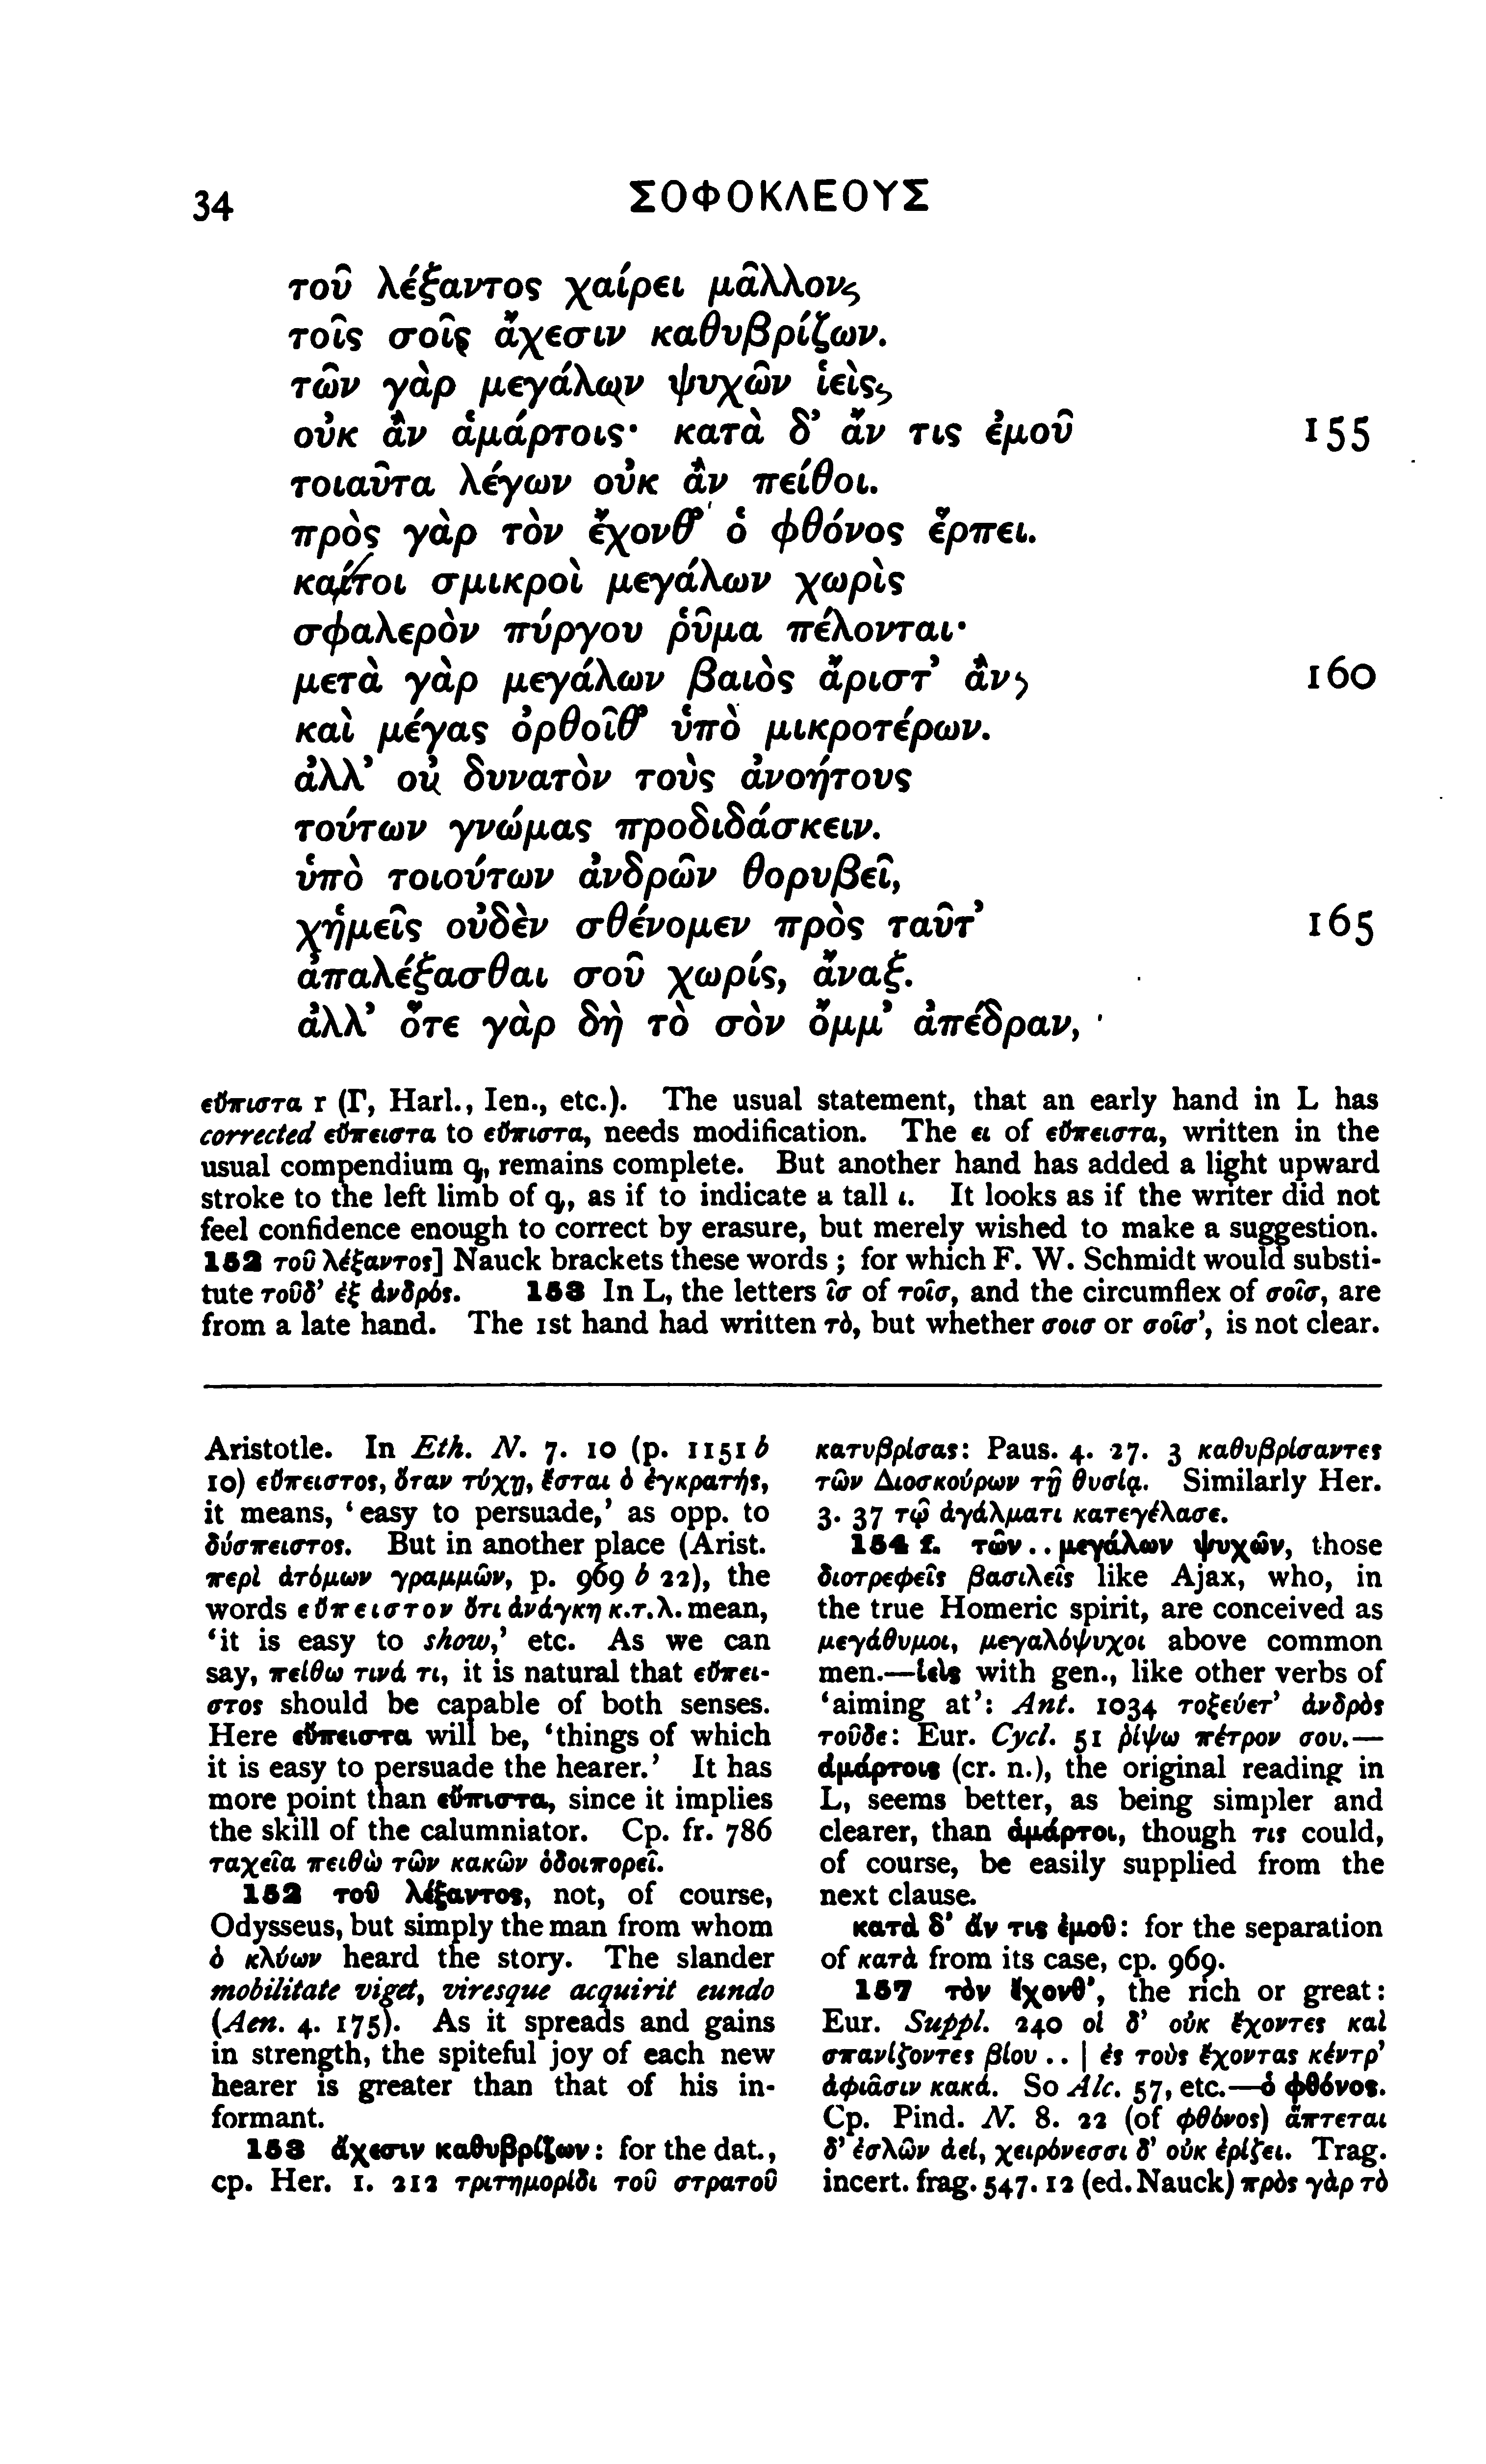 34 ΣΟΦΟΚΛΕΟΥΣ
τοῦ λέξαντος χαίρει μᾶλλον
τοῖς σοῖς ἄχεσιν καθυβρίζων.
τῶν γὰρ μεγάλων ψυχῶν ἱεὶς
οὐκ ἂν ἁμάρτοις· κατὰ δ’ ἄν τις ἐμοῦ 155
τοιαῦτα λέγων οὐκ ἂν πείθοι.
πρὸς γὰρ τὸν ἔχονθ’ ὁ φθόνος ἕρπει.
καίτοι σμικροὶ μεγάλων χωρὶς
σφαλερὸν πύργου ῥῦμα πέλονται·
μετὰ γὰρ μεγάλων βαιὸς ἄριστ’ ἂν 160
καὶ μέγας ὀρθοῖθ’ ὑπὸ μικροτέρων.
ἀλλ’ οὐ δυνατὸν τοὺς ἀνοήτους
τούτων γνώμας προδιδάσκειν.
ὑπὸ τοιούτων ἀνδρῶν θορυβεῖ,
χἠμεῖς οὐδὲν σθένομεν πρὸς ταῦτ’ 165
ἀπαλέξασθαι σοῦ χωρίς, ἄναξ.
ἀλλ’ ὅτε γὰρ δὴ τὸ σὸν ὄμμ’ ἀπέδραν,
εὔπιστα r (Γ, Harl., Ien., etc.). The usual statement, that an early hand in L has
corrected εὔπειστα to εὔπιστα, needs modification. The ει of εὔπειστα, written in the
usual compendium, remains complete. But another hand has added a light upward
stroke to the left limb of, as if to indicate a tall ι. It looks as if the writer did not
feel confidence enough to correct by erasure, but merely wished to make a suggestion.
152 τοῦ λέξαντος] Nauck brackets these words ; for which F. W. Schmidt would substi-
tute τοῦδ’ ἐξ ἀνδρός. 153 In L, the letters ῖσ of τοῖσ, and the circumflex of σοῖσ, are
from a late hand. The 1st hand had written τὸ, but whether σοισ or σοῖσ’, is not clear.
Aristotle. In Eth. N. 7. 10 (p. 1151 b
10) εὔπειστος, ὅταν τύχῃ, ἔσται ὁ ἐγκρατής,
it means, ‘easy to persuade,’ as opp. to
δύσπειστος. But in another place (Arist.
περὶ ἀτόμων γραμμῶν, p. 969 b 22), the
words εὔπειστον ὅτι ἀνάγκη κ.τ.λ. mean,
‘it is easy to show,’ etc. As we can
say, πείθω τινά τι, it is natural that εὔπει-
στος should be capable of both senses.
Here εὔπειστα will be, ‘things of which
it is easy to persuade the hearer.’ It has
more point than εὔπιστα, since it implies
the skill of the calumniator. Cp. fr. 786
ταχεῖα πειθὼ τῶν κακῶν ὁδοιπορεῖ.
152 τοῦ λέξαντος, not, of course,
Odysseus, but simply the man from whom
ὁ κλύων heard the story. The slander
mobilitate viget, viresque acquirit eundo
(Aen. 4. 175). As it spreads and gains
in strength, the spiteful joy of each new
hearer is greater than that of his in-
formant.
153 ἄχεσιν καθυβρίζων: for the dat.,
cp. Her. 1. 212 τριτημορίδι τοῦ στρατοῦ
κατυβρίσας: Paus. 4. 27. 3 καθυβρίσαντες
τῶν Διοσκούρων τῇ θυσίᾳ. Similarly Her.
3. 37 τῷ ἀγάλματι κατεγέλασε.
154 f. τῶν . . μεγάλων ψυχῶν, those
διοτρεφεῖς βασιλεῖς like Ajax, who, in
the true Homeric spirit, are conceived as
μεγάθυμοι, μεγαλόψυχοι above common
men.—ἱεὶς with gen., like other verbs of
‘aiming at’: Ant. 1034 τοξεύετ’ ἀνδρὸς
τοῦδε: Eur. Cycl. 51 ῥίψω πέτρον σου.—
ἁμάρτοις (cr. n.), the original reading in
L, seems better, as being simpler and
clearer, than ἁμάρτοι, though τις could,
of course, be easily supplied from the
next clause.
κατὰ δ’ ἄν τις ἐμοῦ: for the separation
of κατὰ from its case, cp. 969.
157 τὸν ἔχονθ’, the rich or great:
Eur. Suppl. 240 οἱ δ’ οὐκ ἔχοντες καὶ
σπανίζοντες βίου . . | ἐς τοὺς ἔχοντας κέντρ’
ἀφιᾶσιν κακά. So Alc. 57, etc.—ὁ φθόνος.
Cp. Pind. N. 8. 22 (of φθόνος) ἅπτεται
δ’ ἐσλῶν ἀεί, χειρόνεσσι δ’ οὐκ ἐρίζει. Trag.
incert. frag. 547. 12 (ed. Nauck) πρὸς γὰρ τὸ